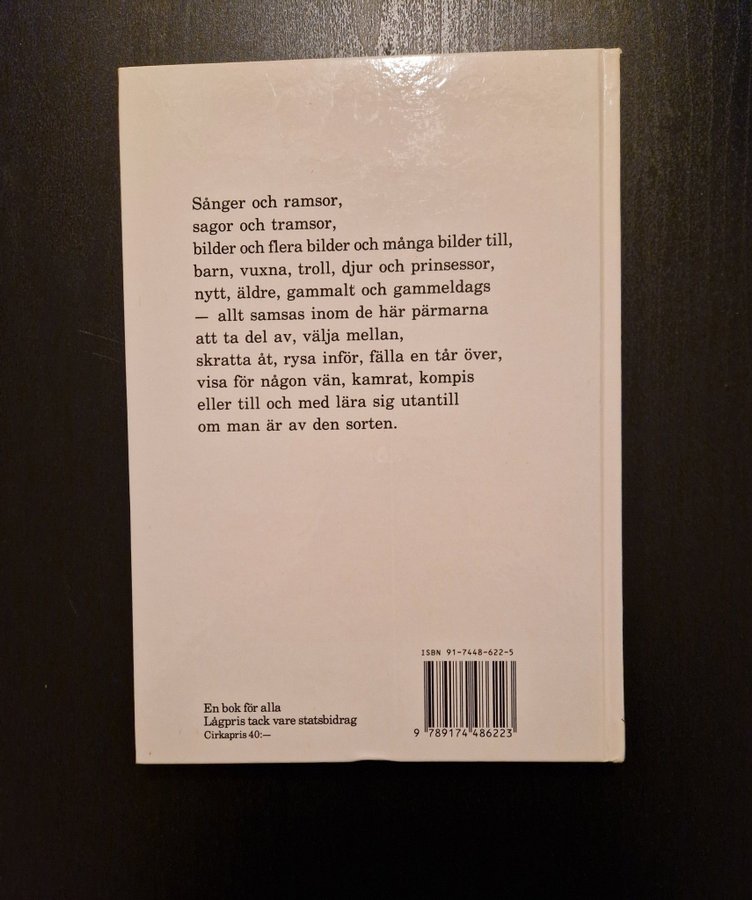 Sånger och ramsor,
sagor och tramsor,
bilder och flera bilder och många bilder till,
barn, vuxna, troll, djur och prinsessor,
nytt, äldre, gammalt och gammeldags
— allt samsas inom de här pärmarna
att ta del av, välja mellan,
skratta åt, rysa inför, fälla en tår över,
visa för någon vän, kamrat, kompis
eller till och med lära sig utantill
om man är av den sorten.
ISBN 91-7448-622-5
9 789174 486223
En bok för alla
Lågpris tack vare statsbidrag
Cirkapris 40:—